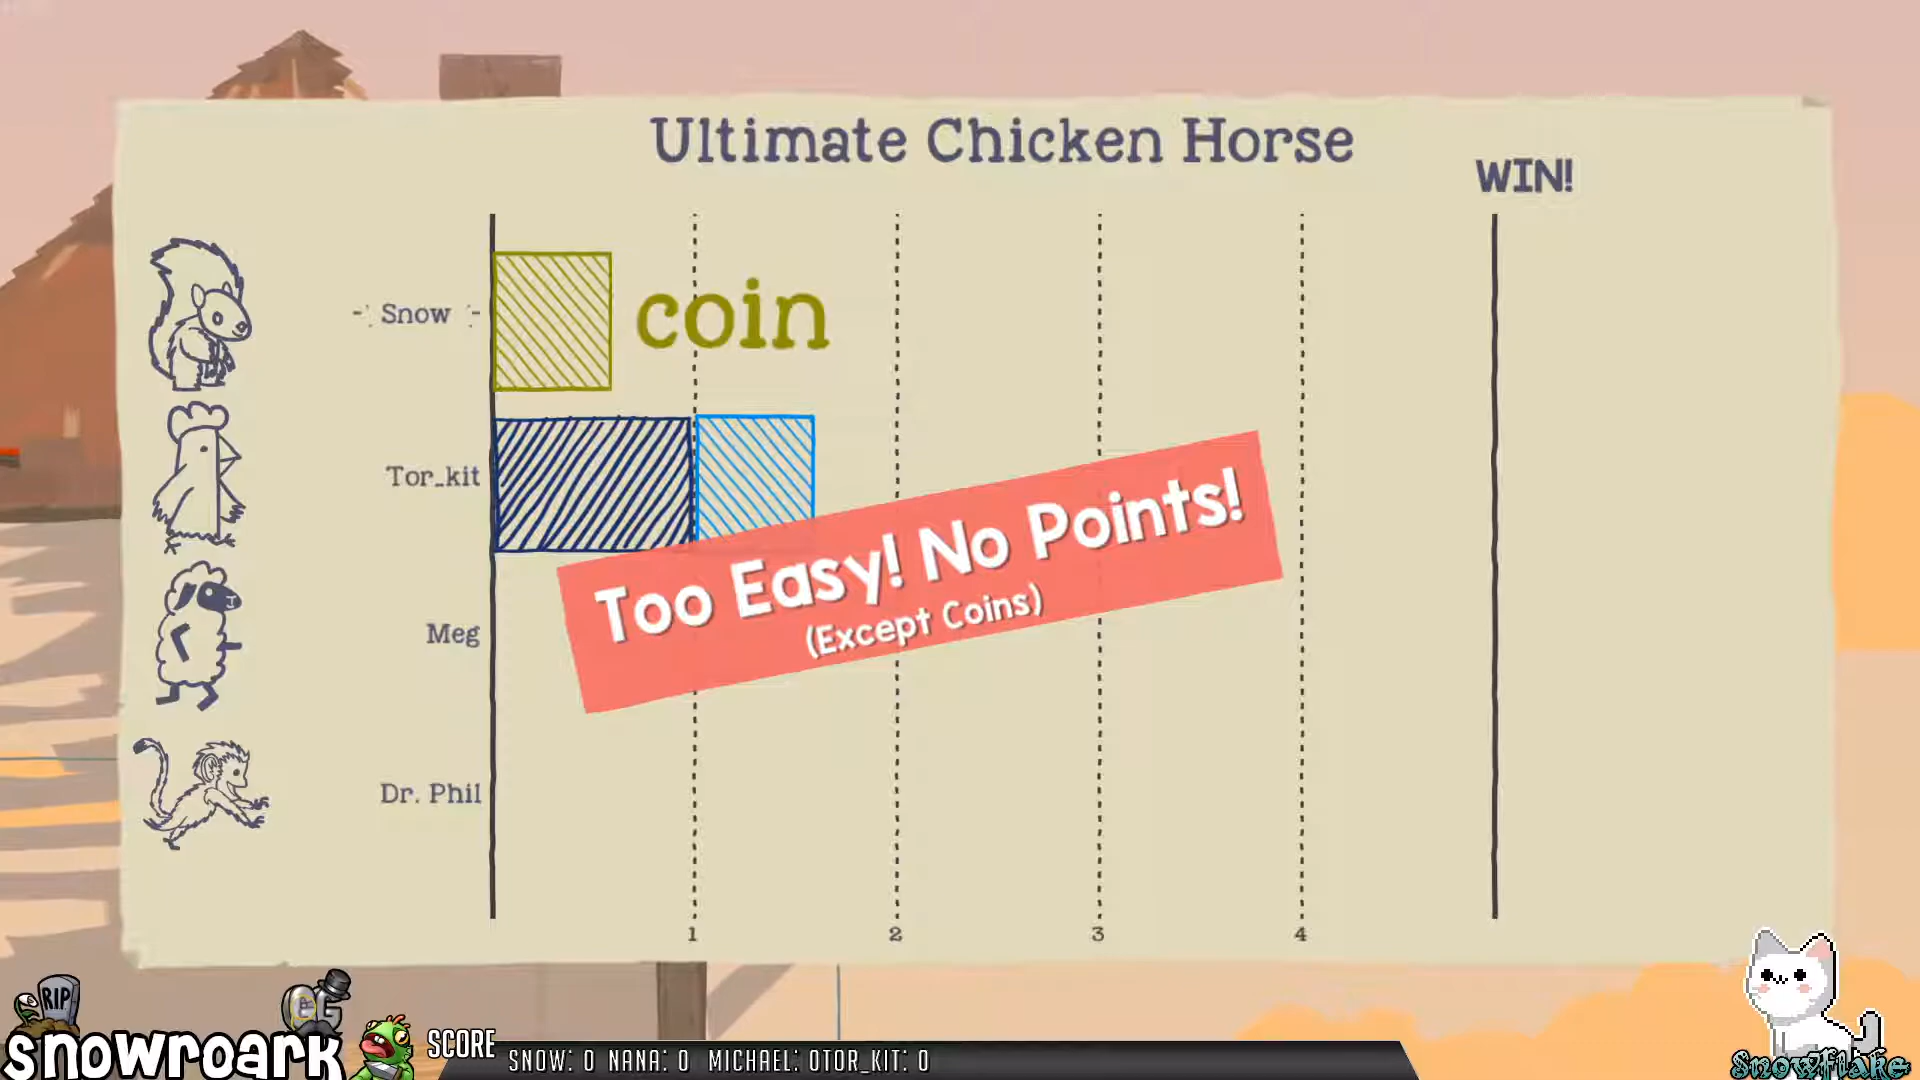 Ultimate Chicken Horse
WIN!
Snow
coin
Tor_kit
Too Easy! No Points!
(Except Coins)
Meg
Dr. Phil
1 2 3 4
RIP
snowroark
SCORE
SNOW: 0 NANA: 0 MICHAEL: 0TOR_KIT: 0
Snowflake